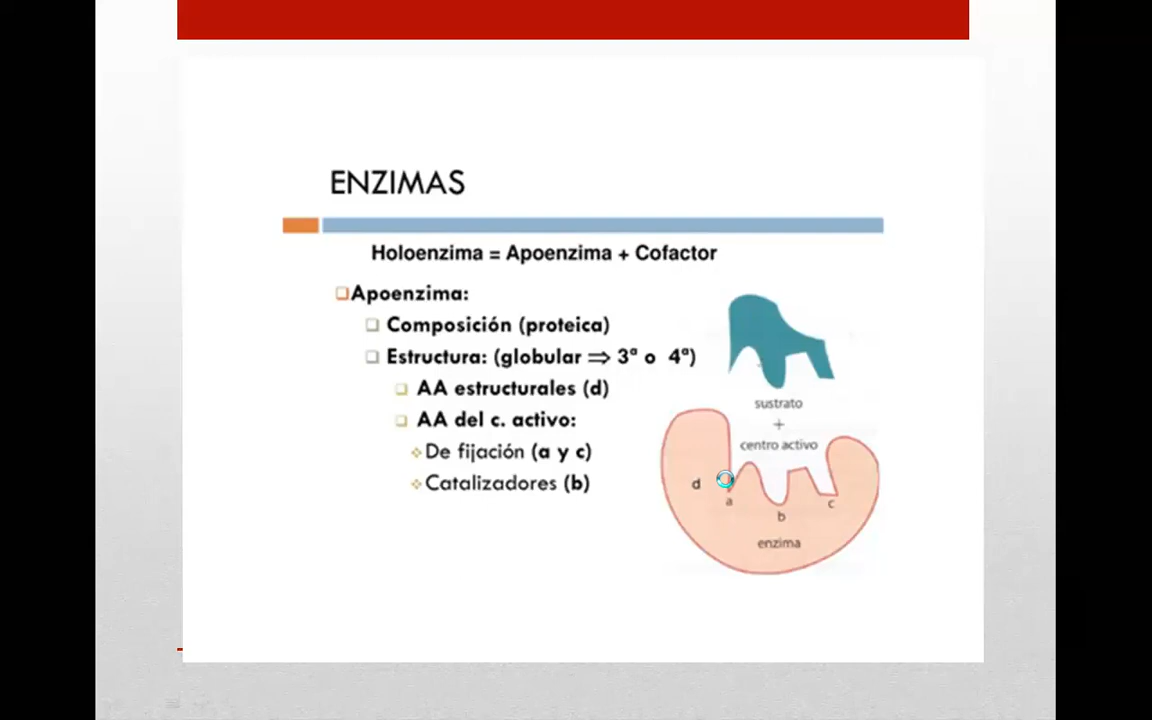 ENZIMAS
Holoenzima = Apoenzima + Cofactor
Apoenzima:
Composición (proteica)
Estructura: (globular ⇒ 3ª o 4ª)
AA estructurales (d)
AA del c. activo:
De fijación (a y c)
Catalizadores (b)
sustrato
+
centro activo
d
a
b
c
enzima